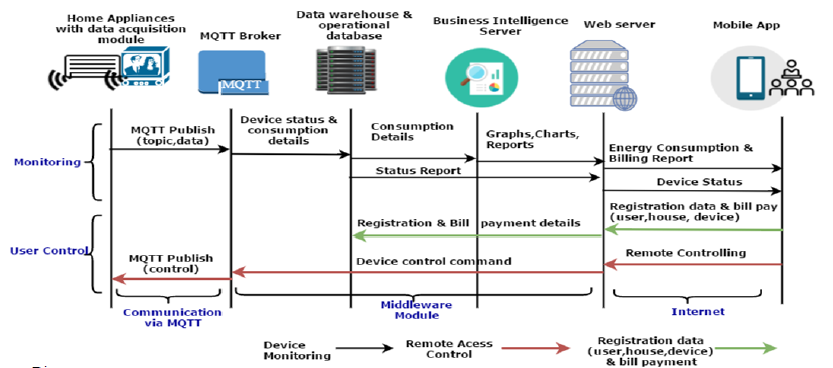 Home Appliances
with data acquisition
module
MQTT Broker
MQTT
Data warehouse &
operational
database
Business Intelligence
Server
Web server
Mobile App
Monitoring
MQTT Publish
(topic,data)
Device status &
consumption
details
Consumption
Details
Graphs,Charts,
Reports
Energy Consumption &
Billing Report
Status Report
Device Status
User Control
Registration data & bill pay
(user,house, device)
Registration & Bill payment details
Remote Controlling
Device control command
MQTT Publish
(control)
Communication
via MQTT
Middleware
Module
Internet
Device
Monitoring
Remote Acess
Control
Registration data
(user,house,device)
& bill payment